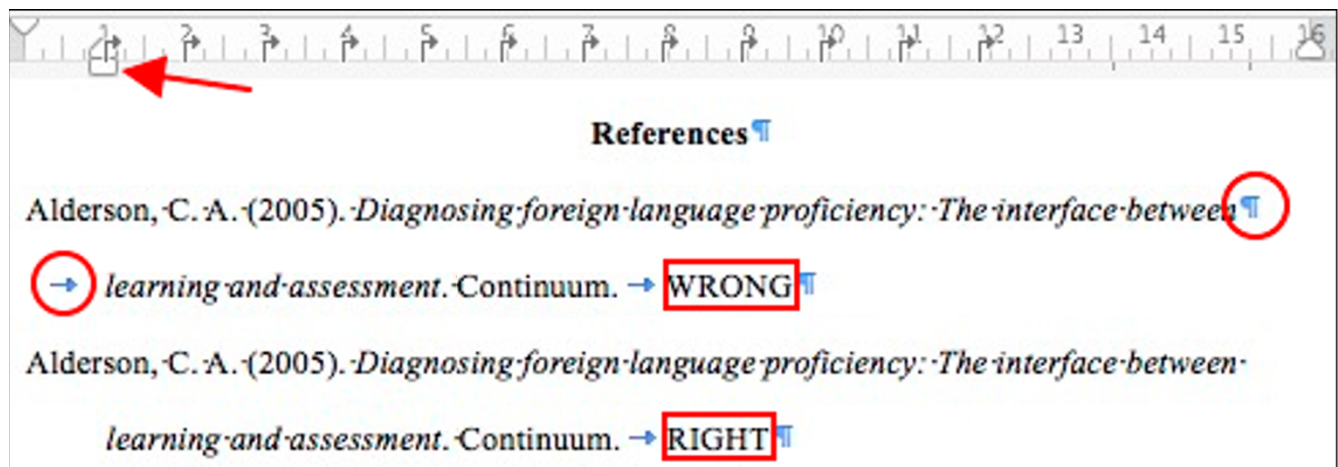 1 2 3 4 5 6 7 8 9 10 11 12 13 14 15 16
References¶
Alderson,·C.·A.·(2005).·Diagnosing·foreign·language·proficiency:·The·interface·between¶
→ learning·and·assessment.·Continuum. → WRONG¶
Alderson,·C.·A.·(2005).·Diagnosing·foreign·language·proficiency:·The·interface·between·
learning·and·assessment.·Continuum. → RIGHT¶